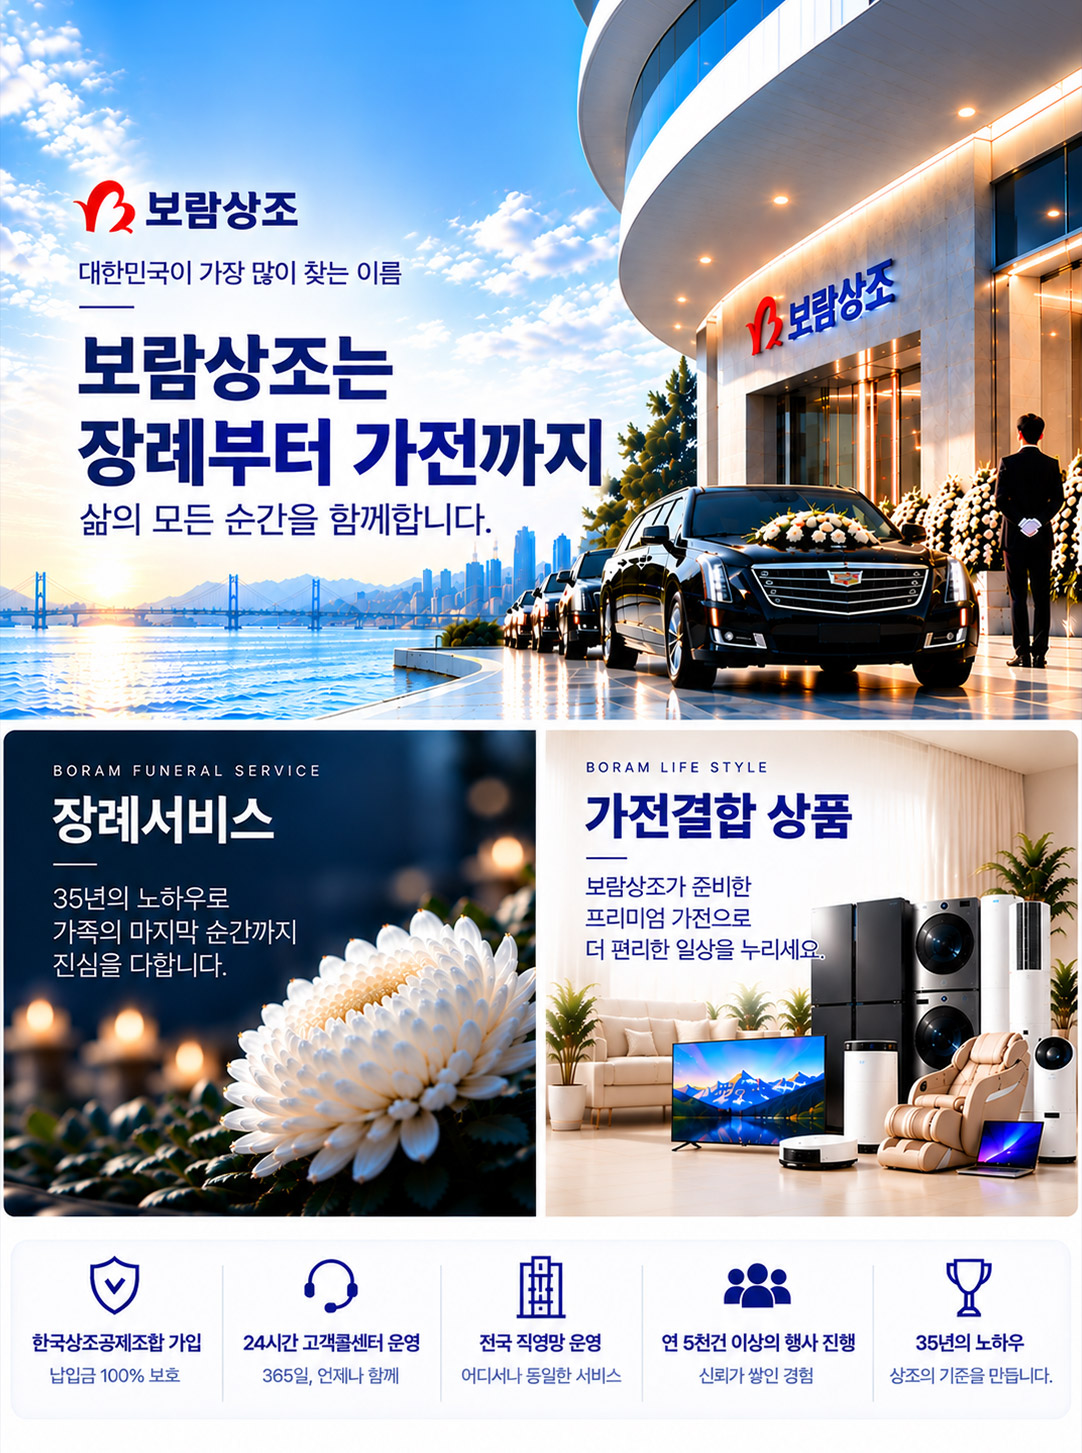 보람상조
대한민국이 가장 많이 찾는 이름
보람상조는
장례부터 가전까지
삶의 모든 순간을 함께합니다.
보람상조
BORAM FUNERAL SERVICE
장례서비스
35년의 노하우로
가족의 마지막 순간까지
진심을 다합니다.
BORAM LIFE STYLE
가전결합 상품
보람상조가 준비한
프리미엄 가전으로
더 편리한 일상을 누리세요.
한국상조공제조합 가입
납입금 100% 보호
24시간 고객콜센터 운영
365일, 언제나 함께
전국 직영망 운영
어디서나 동일한 서비스
연 5천건 이상의 행사 진행
신뢰가 쌓인 경험
35년의 노하우
상조의 기준을 만듭니다.